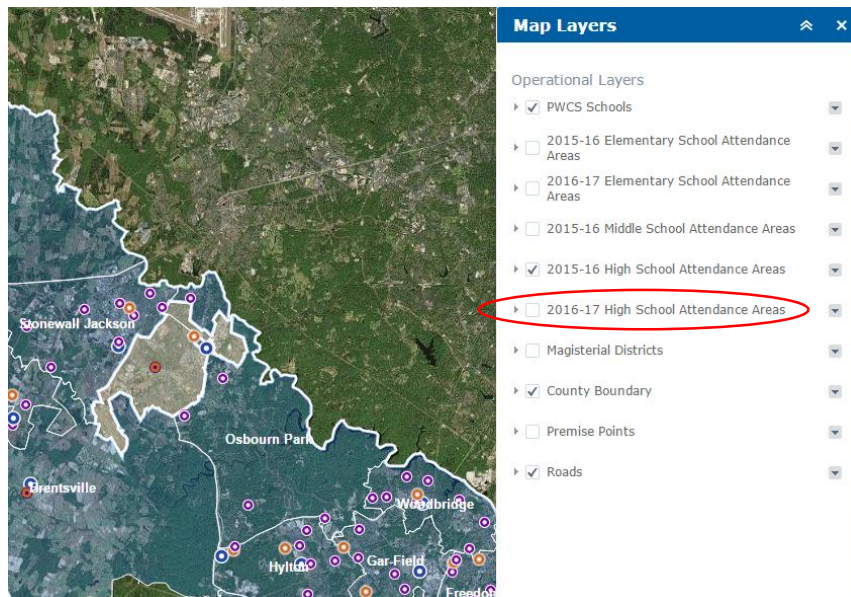 Map Layers
Operational Layers
PWCS Schools
2015-16 Elementary School Attendance
Areas
2016-17 Elementary School Attendance
Areas
2015-16 Middle School Attendance Areas
2015-16 High School Attendance Areas
2016-17 High School Attendance Areas
Magisterial Districts
County Boundary
Premise Points
Roads
Stonewall Jackson
Osbourn Park
Brentsville
Woodbridge
Hylton
Gar-Field
Freedo